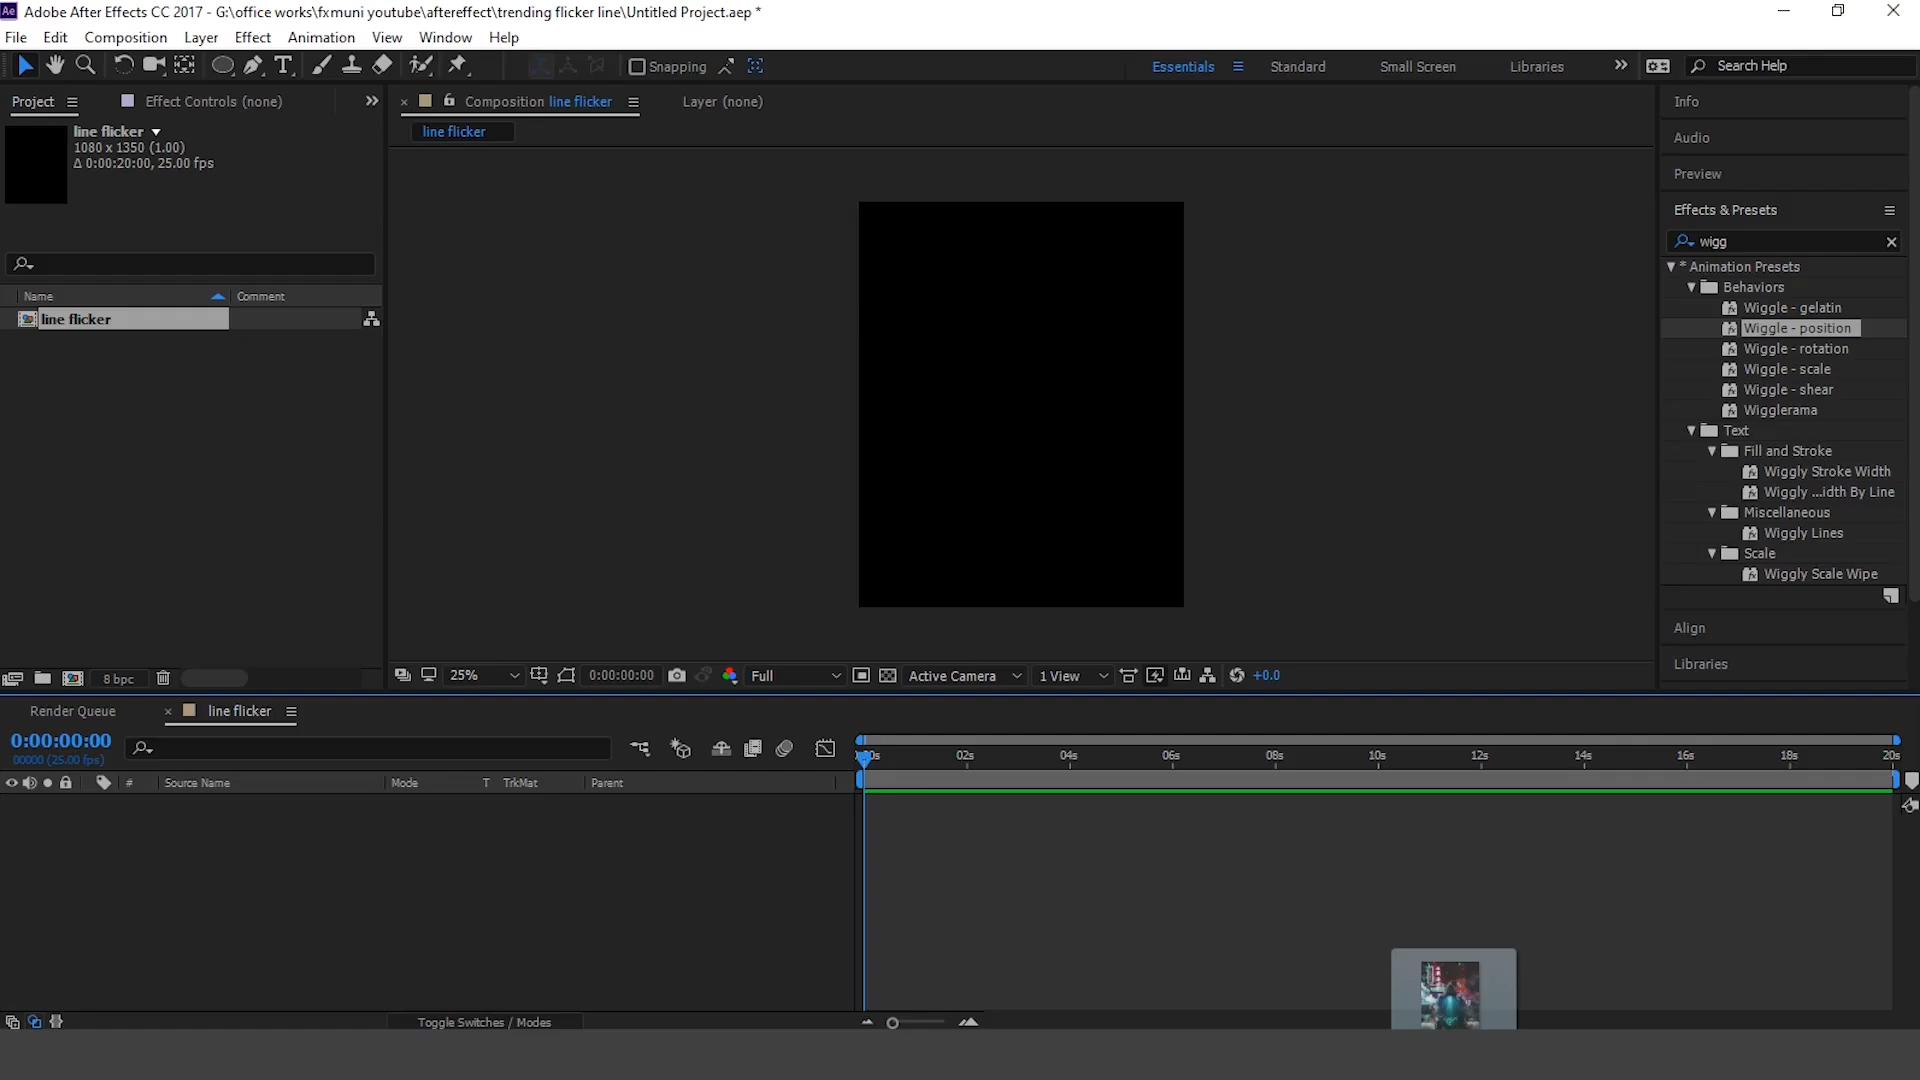 Adobe After Effects CC 2017 - G:\office works\fxmuni youtube\aftereffect\trending flicker line\Untitled Project.aep *
File Edit Composition Layer Effect Animation View Window Help
Snapping Essentials Standard Small Screen Libraries Search Help
Project Effect Controls (none)
line flicker
1080 x 1350 (1.00)
Δ 0:00:20:00, 25.00 fps
Name Comment
line flicker
8 bpc
Composition line flicker Layer (none)
line flicker
25% 0:00:00:00 Full Active Camera 1 View +0.0
Info
Audio
Preview
Effects & Presets
wigg
* Animation Presets
Behaviors
Wiggle - gelatin
Wiggle - position
Wiggle - rotation
Wiggle - scale
Wiggle - shear
Wigglerama
Text
Fill and Stroke
Wiggly Stroke Width
Wiggly ...idth By Line
Miscellaneous
Wiggly Lines
Scale
Wiggly Scale Wipe
Align
Libraries
Render Queue line flicker
0:00:00:00
00000 (25.00 fps)
02s 04s 06s 08s 10s 12s 14s 16s 18s 20s
# Source Name Mode T TrkMat Parent
Toggle Switches / Modes